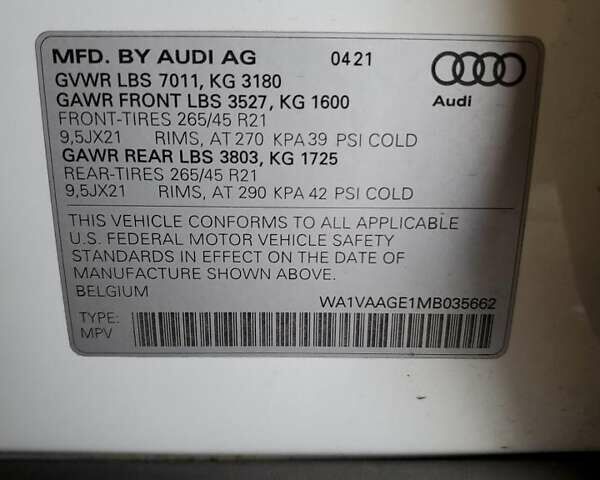 MFD. BY AUDI AG 0421
GVWR LBS 7011, KG 3180
GAWR FRONT LBS 3527, KG 1600
Audi
FRONT-TIRES 265/45 R21
9,5JX21 RIMS, AT 270 KPA 39 PSI COLD
GAWR REAR LBS 3803, KG 1725
REAR-TIRES 265/45 R21
9,5JX21 RIMS, AT 290 KPA 42 PSI COLD
THIS VEHICLE CONFORMS TO ALL APPLICABLE
U.S. FEDERAL MOTOR VEHICLE SAFETY
STANDARDS IN EFFECT ON THE DATE OF
MANUFACTURE SHOWN ABOVE.
BELGIUM WA1VAAGE1MB035662
TYPE:
MPV